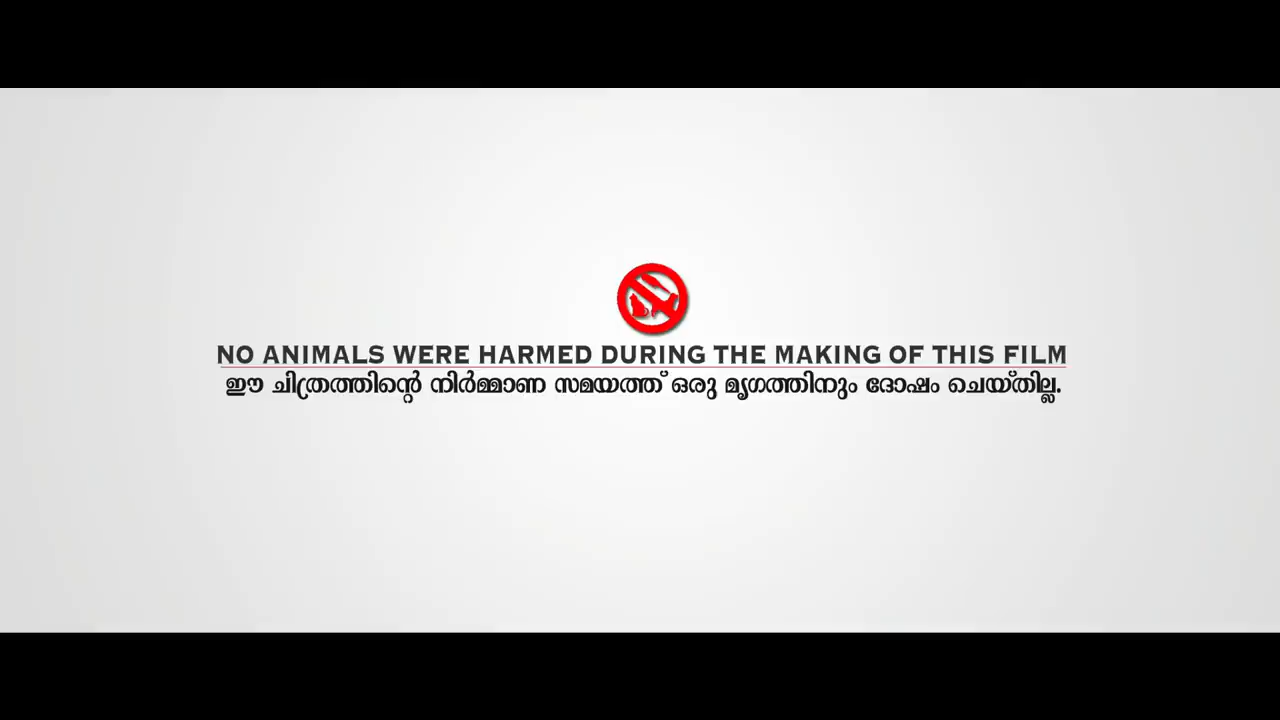 NO ANIMALS WERE HARMED DURING THE MAKING OF THIS FILM
ഈ ചിത്രത്തിന്റെ നിർമ്മാണ സമയത്ത് ഒരു മൃഗത്തിനും ദോഷം ചെയ്തില്ല.